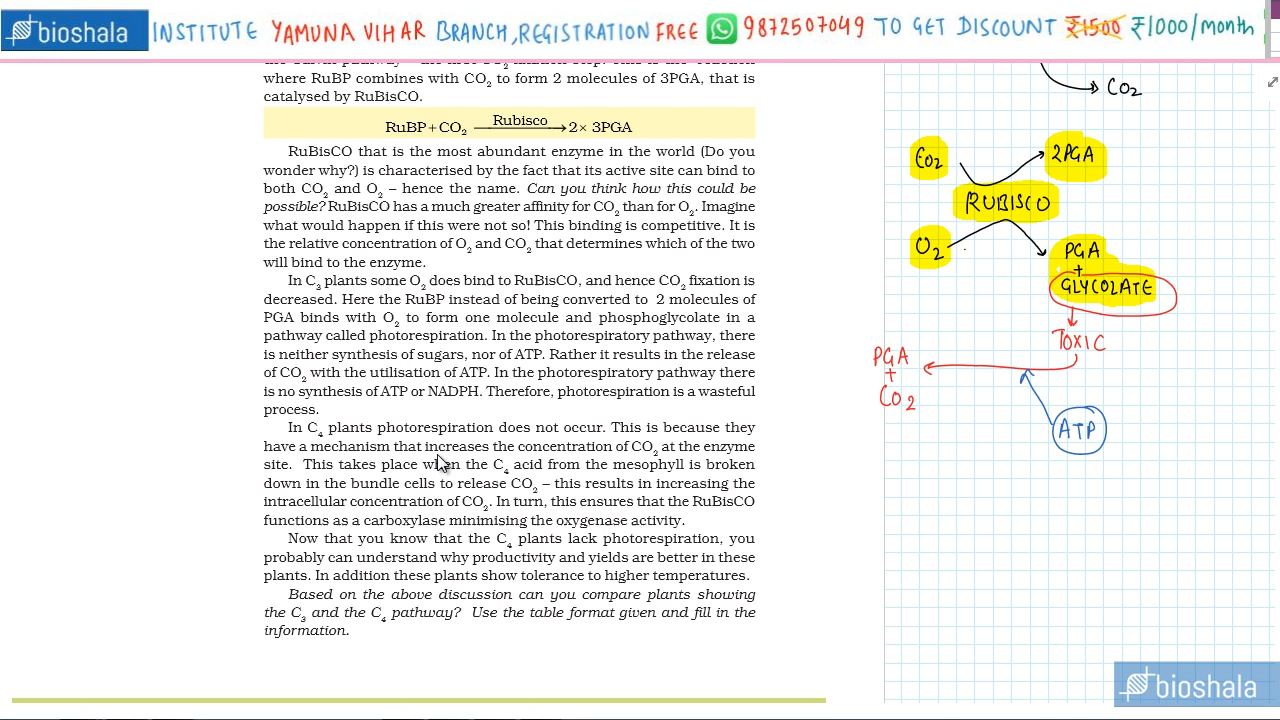 bioshala INSTITUTE YAMUNA VIHAR BRANCH, REGISTRATION FREE 9872507049 TO GET DISCOUNT ₹1500 ₹1000/month
where RuBP combines with CO2 to form 2 molecules of 3PGA, that is
catalysed by RuBisCO.
RuBP+CO2 Rubisco → 2× 3PGA
RuBisCO that is the most abundant enzyme in the world (Do you
wonder why?) is characterised by the fact that its active site can bind to
both CO2 and O2 – hence the name. Can you think how this could be
possible? RuBisCO has a much greater affinity for CO2 than for O2. Imagine
what would happen if this were not so! This binding is competitive. It is
the relative concentration of O2 and CO2 that determines which of the two
will bind to the enzyme.
In C3 plants some O2 does bind to RuBisCO, and hence CO2 fixation is
decreased. Here the RuBP instead of being converted to 2 molecules of
PGA binds with O2 to form one molecule and phosphoglycolate in a
pathway called photorespiration. In the photorespiratory pathway, there
is neither synthesis of sugars, nor of ATP. Rather it results in the release
of CO2 with the utilisation of ATP. In the photorespiratory pathway there
is no synthesis of ATP or NADPH. Therefore, photorespiration is a wasteful
process.
In C4 plants photorespiration does not occur. This is because they
have a mechanism that increases the concentration of CO2 at the enzyme
site. This takes place when the C4 acid from the mesophyll is broken
down in the bundle cells to release CO2 – this results in increasing the
intracellular concentration of CO2. In turn, this ensures that the RuBisCO
functions as a carboxylase minimising the oxygenase activity.
Now that you know that the C4 plants lack photorespiration, you
probably can understand why productivity and yields are better in these
plants. In addition these plants show tolerance to higher temperatures.
Based on the above discussion can you compare plants showing
the C3 and the C4 pathway? Use the table format given and fill in the
information.
CO2
CO2
2PGA
RUBISCO
O2
PGA
+
GLYCOLATE
TOXIC
PGA
+
CO2
ATP
bioshala